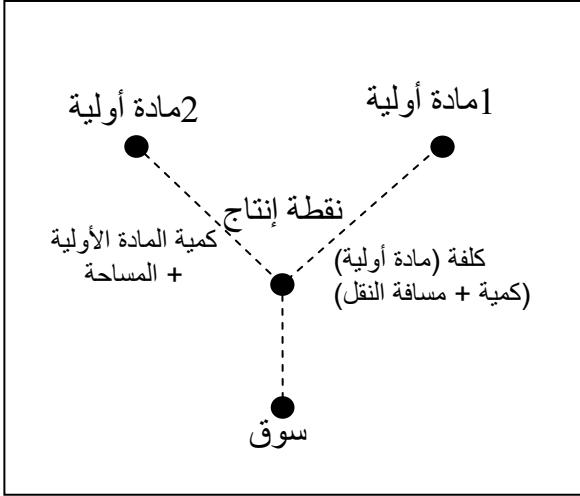 مادة أولية1
مادة أولية2
نقطة إنتاج
كمية المادة الأولية
+ المساحة
كلفة (مادة أولية)
(كمية + مسافة النقل)
سوق